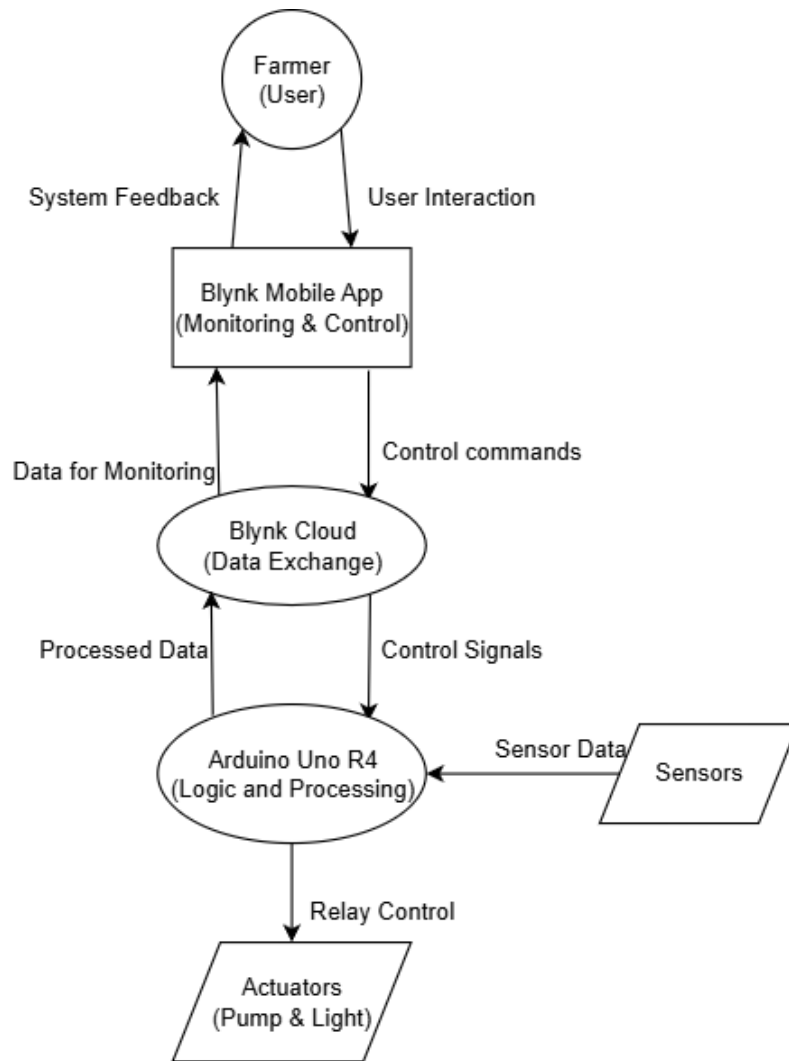 Farmer
(User)
System Feedback
User Interaction
Blynk Mobile App
(Monitoring & Control)
Data for Monitoring
Control commands
Blynk Cloud
(Data Exchange)
Processed Data
Control Signals
Arduino Uno R4
(Logic and Processing)
Sensor Data
Sensors
Relay Control
Actuators
(Pump & Light)